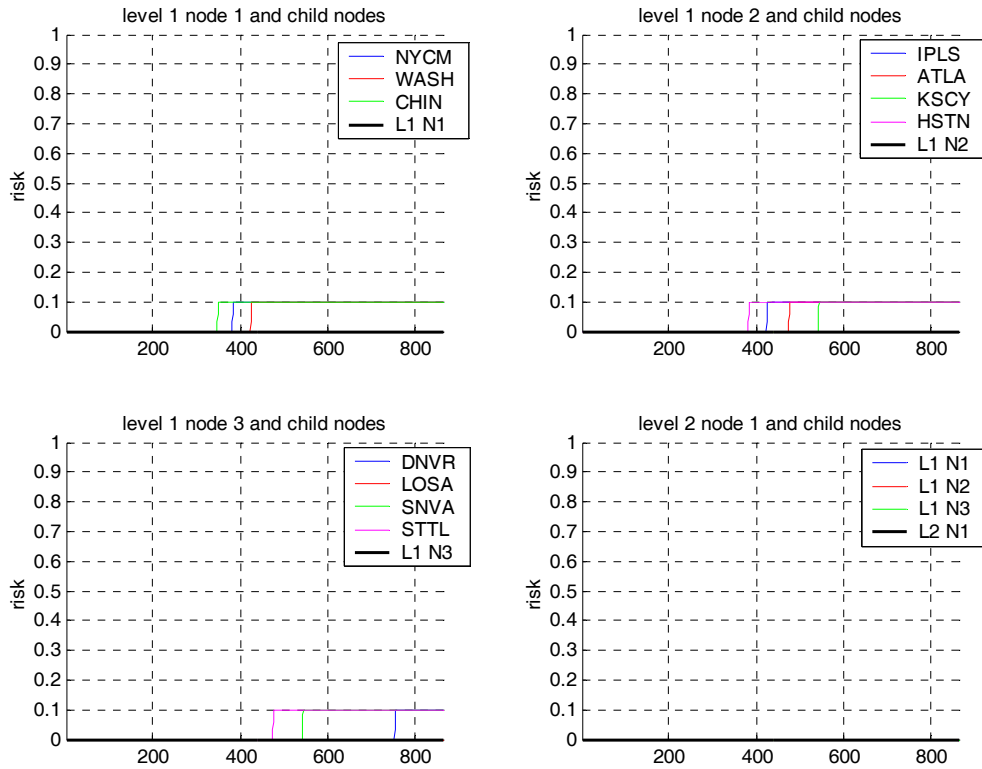 level 1 node 1 and child nodes
1
0.9
0.8
0.7
0.6
0.5
0.4
0.3
0.2
0.1
0
risk
200
400
600
800
NYCM
WASH
CHIN
L1 N1
level 1 node 2 and child nodes
1
0.9
0.8
0.7
0.6
0.5
0.4
0.3
0.2
0.1
0
risk
200
400
600
800
IPLS
ATLA
KSCY
HSTN
L1 N2
level 1 node 3 and child nodes
1
0.9
0.8
0.7
0.6
0.5
0.4
0.3
0.2
0.1
0
risk
200
400
600
800
DNVR
LOSA
SNVA
STTL
L1 N3
level 2 node 1 and child nodes
1
0.9
0.8
0.7
0.6
0.5
0.4
0.3
0.2
0.1
0
risk
200
400
600
800
L1 N1
L1 N2
L1 N3
L2 N1